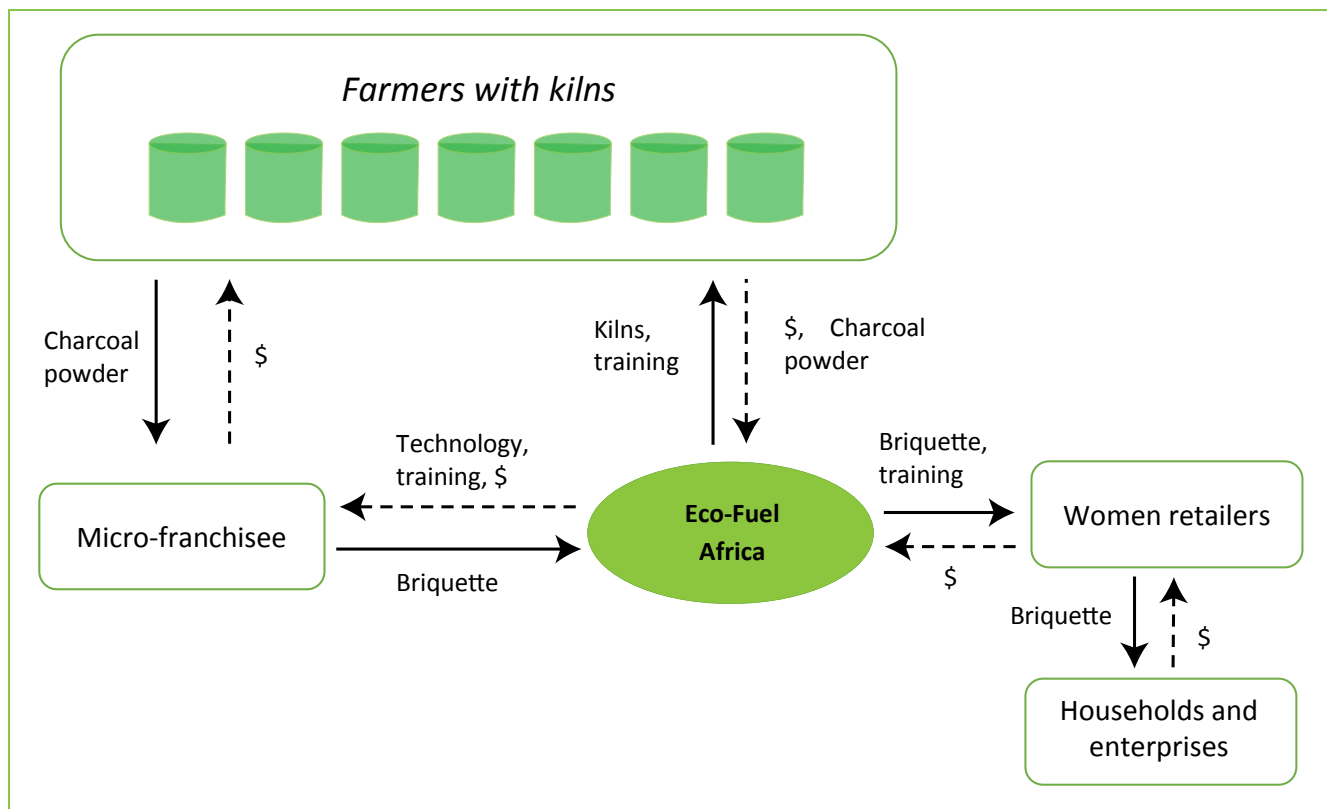 Farmers with kilns
Charcoal
powder
$
Kilns,
training
$, Charcoal
powder
Technology,
training, $
Briquette,
training
Micro-franchisee
Eco-Fuel
Africa
Women retailers
Briquette
$
Briquette
$
Households and
enterprises